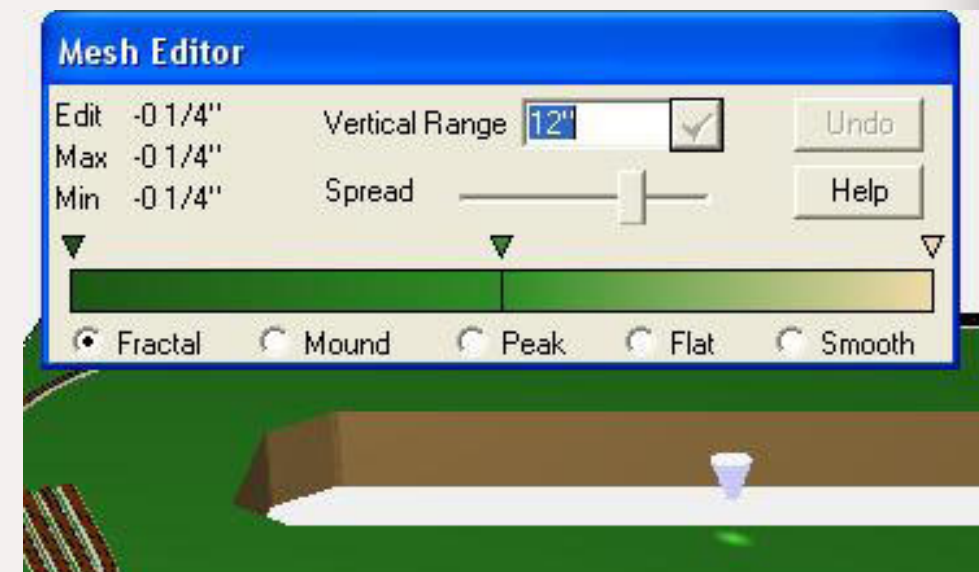 Mesh Editor
Edit -0 1/4" Vertical Range 12" Undo
Max -0 1/4"
Min -0 1/4" Spread Help
Fractal Mound Peak Flat Smooth